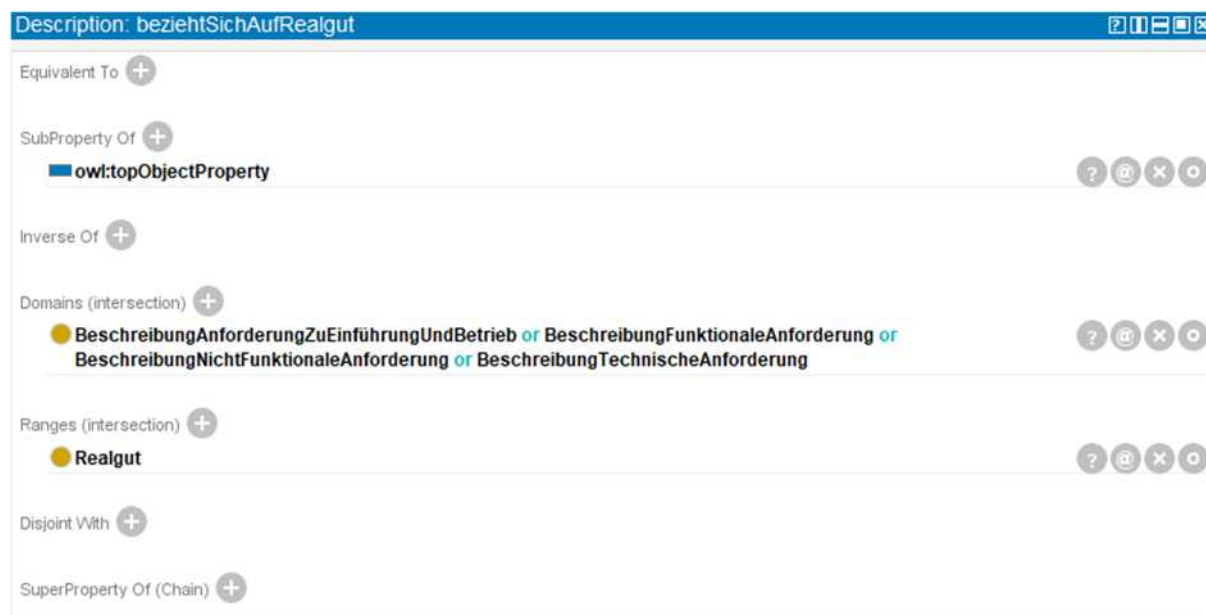 Description: beziehtSichAufRealgut
Equivalent To
SubProperty Of
owl:topObjectProperty
Inverse Of
Domains (intersection)
BeschreibungAnforderungZuEinführungUndBetrieb or BeschreibungFunktionaleAnforderung or
BeschreibungNichtFunktionaleAnforderung or BeschreibungTechnischeAnforderung
Ranges (intersection)
Realgut
Disjoint With
SuperProperty Of (Chain)